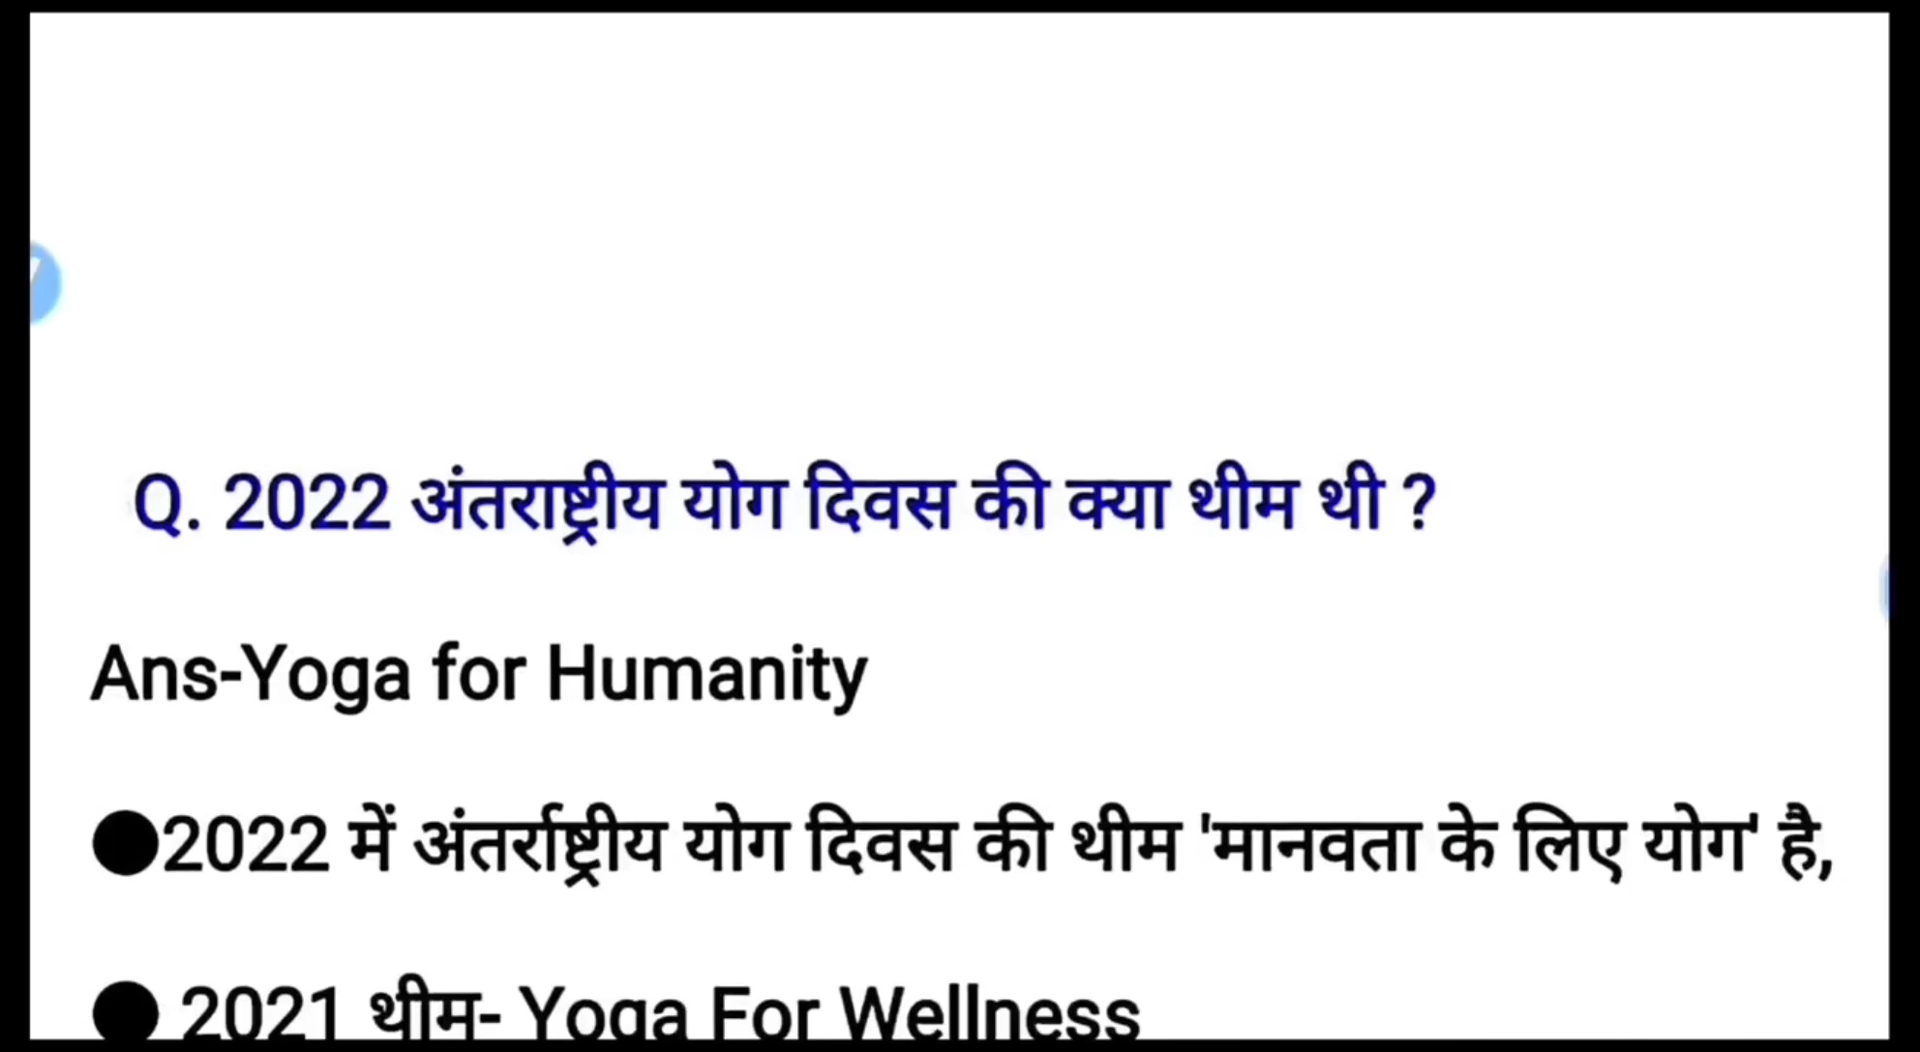 Q. 2022 अंतराष्ट्रीय योग दिवस की क्या थीम थी ?
Ans-Yoga for Humanity
●2022 में अंतर्राष्ट्रीय योग दिवस की थीम 'मानवता के लिए योग' है,
● 2021 थीम- Yoga For Wellness